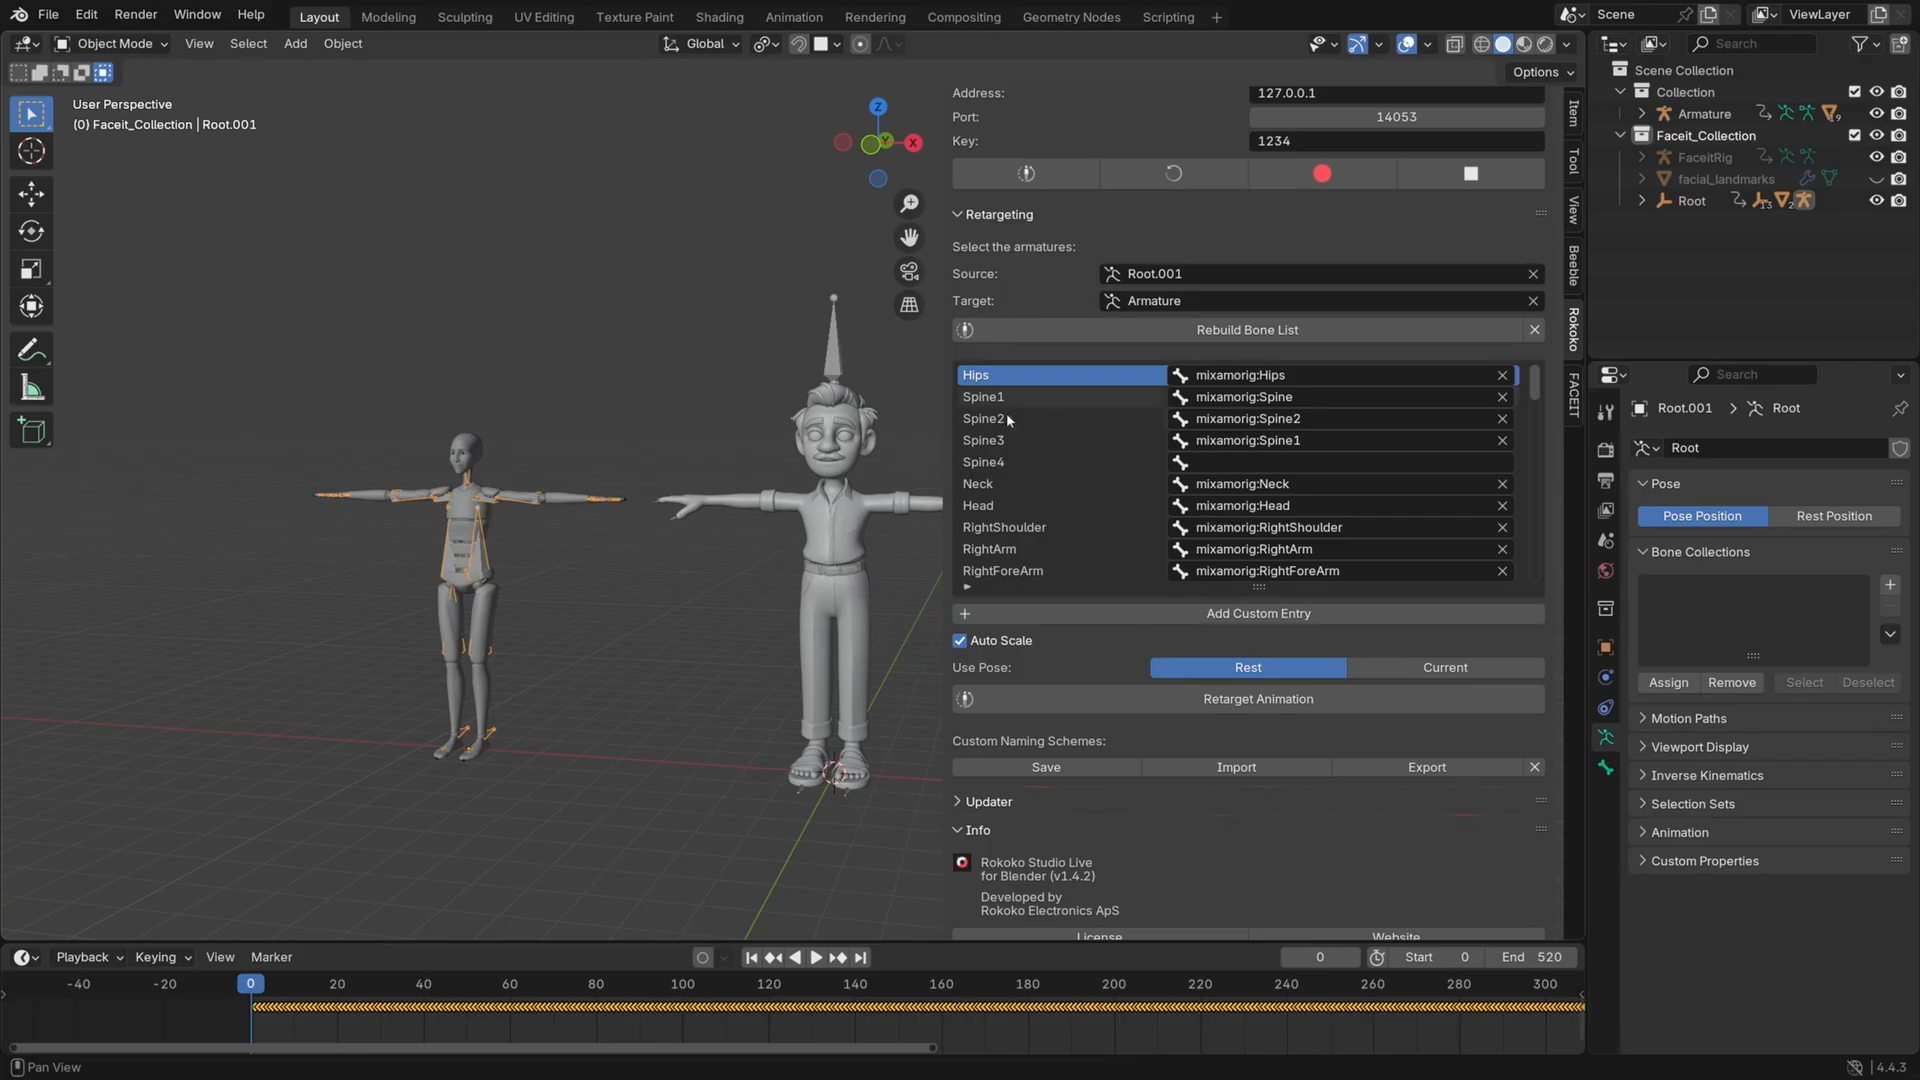 File Edit Render Window Help Layout Modeling Sculpting UV Editing Texture Paint Shading Animation Rendering Compositing Geometry Nodes Scripting + Scene ViewLayer
Object Mode View Select Add Object Global Search
Options
User Perspective
(0) Faceit_Collection | Root.001
Z
Y
X
Address: 127.0.0.1
Port: 14053
Key: 1234
Retargeting
Select the armatures:
Source: Root.001
Target: Armature
Rebuild Bone List
Hips mixamorig:Hips
Spine1 mixamorig:Spine
Spine2 mixamorig:Spine2
Spine3 mixamorig:Spine1
Spine4
Neck mixamorig:Neck
Head mixamorig:Head
RightShoulder mixamorig:RightShoulder
RightArm mixamorig:RightArm
RightForeArm mixamorig:RightForeArm
Add Custom Entry
Auto Scale
Use Pose: Rest Current
Retarget Animation
Custom Naming Schemes:
Save Import Export
Updater
Info
Rokoko Studio Live
for Blender (v1.4.2)
Developed by
Rokoko Electronics ApS
License Website
Item
Tool
View
Beeble
Rokoko
FACEIT
Scene Collection
Collection
Armature 19
Faceit_Collection
FaceitRig
facial_landmarks
Root 13 2
Search
Root.001 Root
Root
Pose
Pose Position Rest Position
Bone Collections
Assign Remove Select Deselect
Motion Paths
Viewport Display
Inverse Kinematics
Selection Sets
Animation
Custom Properties
Playback Keying View Marker 0 Start 0 End 520
-40 -20 0 20 40 60 80 100 120 140 160 180 200 220 240 260 280 300
Pan View 4.4.3